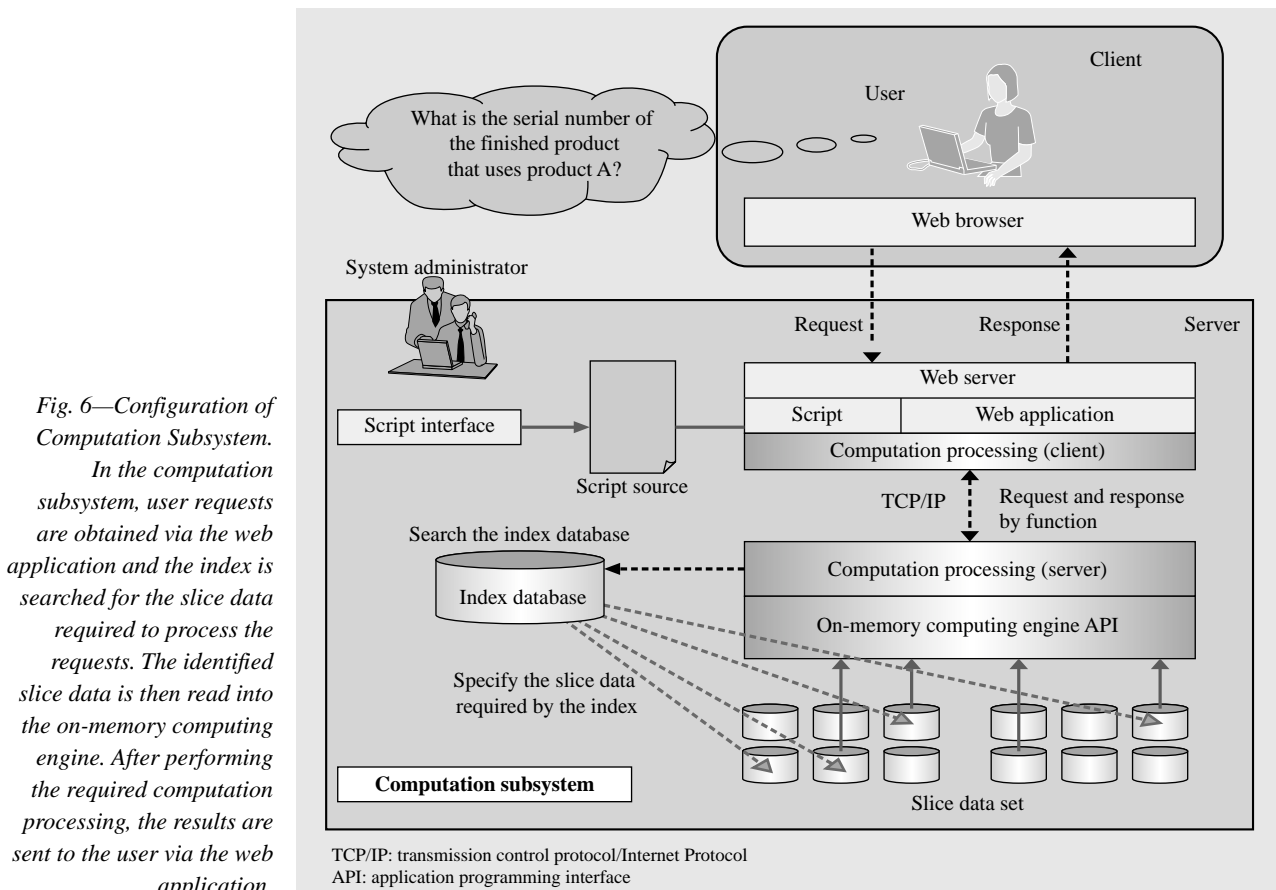 Fig. 6—Configuration of
Computation Subsystem.
In the computation
subsystem, user requests
are obtained via the web
application and the index is
searched for the slice data
required to process the
requests. The identified
slice data is then read into
the on-memory computing
engine. After performing
the required computation
processing, the results are
sent to the user via the web
application.
What is the serial number of
the finished product
that uses product A?
Client
User
Web browser
System administrator
Request
Response
Server
Web server
Script
Web application
Script interface
Computation processing (client)
Script source
TCP/IP
Request and response
by function
Search the index database
Computation processing (server)
Index database
On-memory computing engine API
Specify the slice data
required by the index
Computation subsystem
Slice data set
TCP/IP: transmission control protocol/Internet Protocol
API: application programming interface